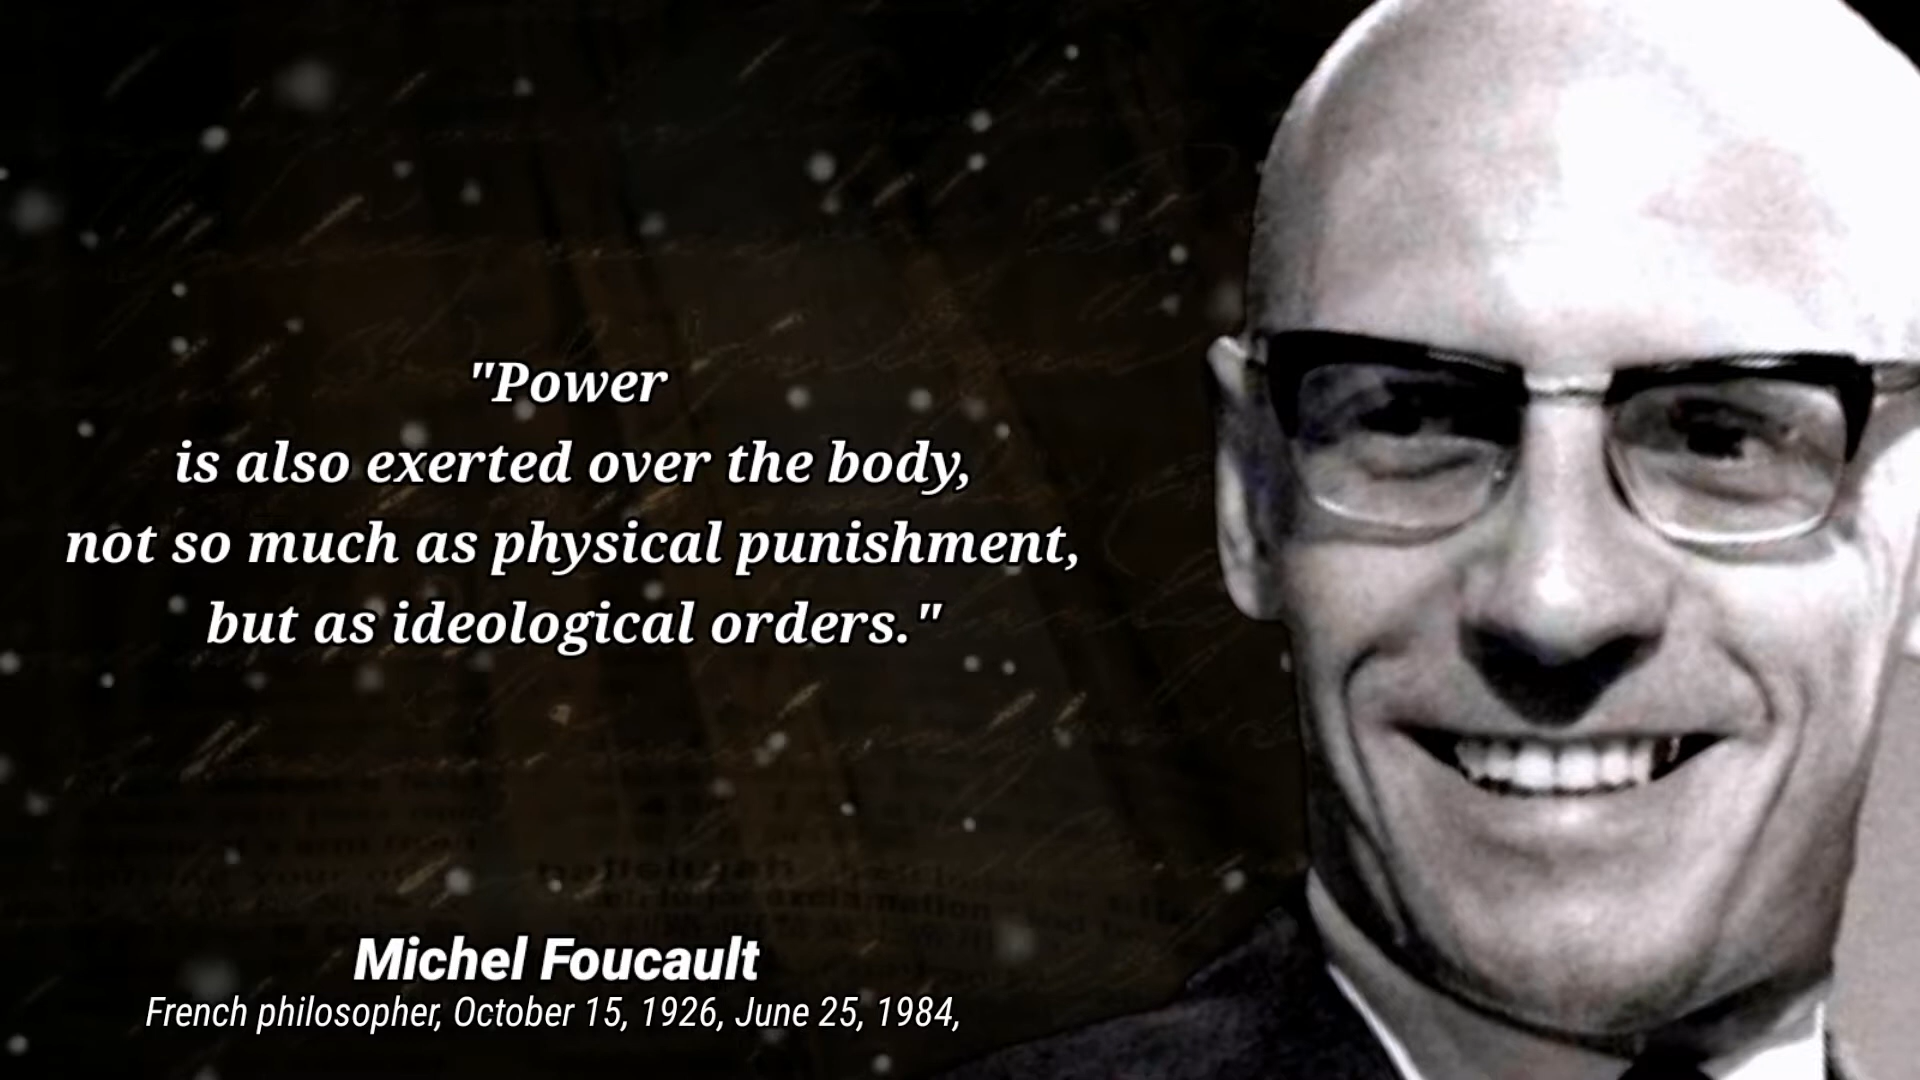 "Power
is also exerted over the body,
not so much as physical punishment,
but as ideological orders."
Michel Foucault
French philosopher, October 15, 1926, June 25, 1984,